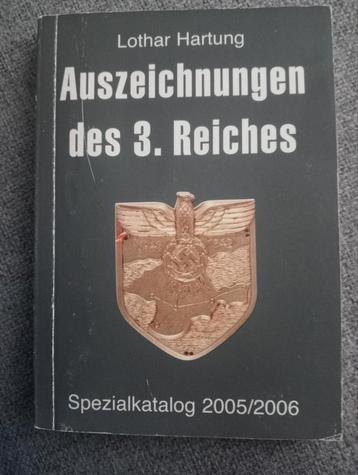 Lothar Hartung
Auszeichnungen
des 3. Reiches
Spezialkatalog 2005/2006